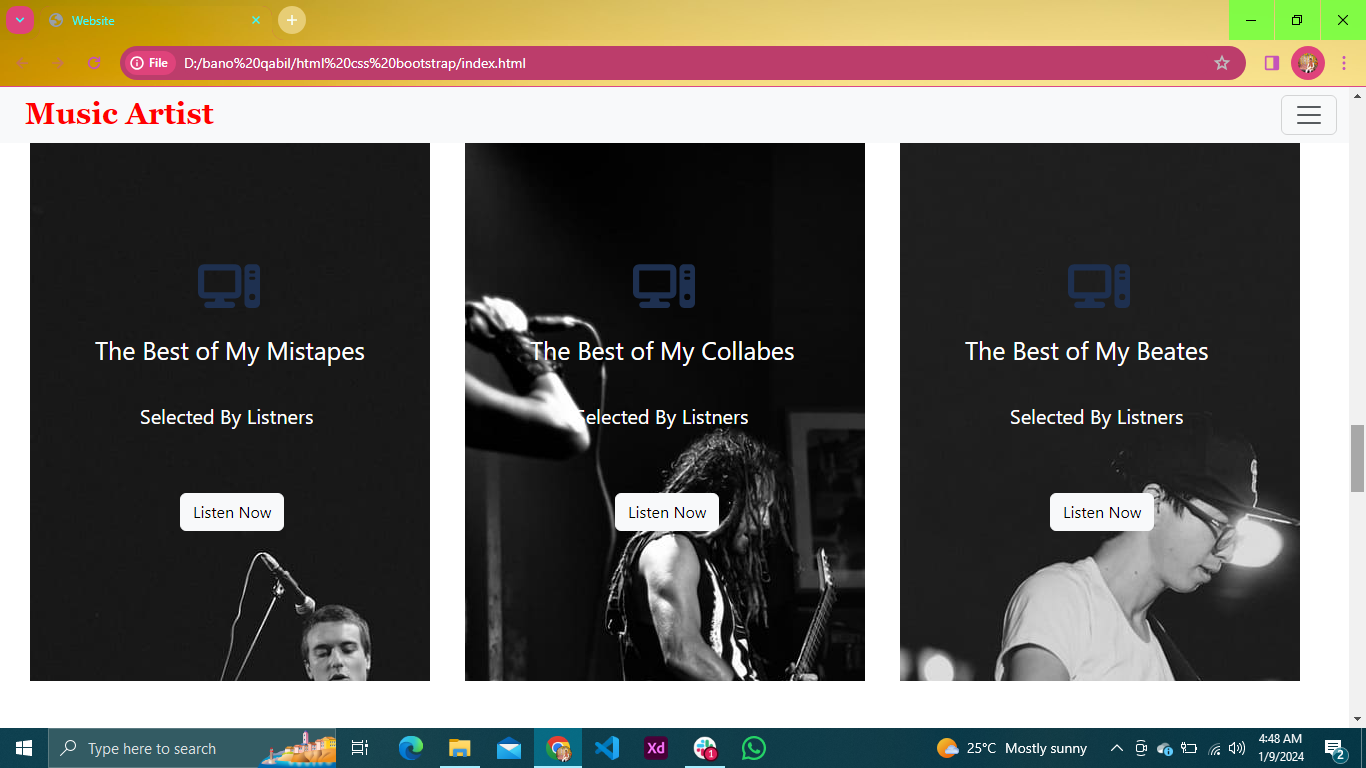 Website
File
D:/bano%20qabil/html%20css%20bootstrap/index.html
Music Artist
The Best of My Mistapes
The Best of My Collabes
The Best of My Beates
Selected By Listners
Selected By Listners
Selected By Listners
Listen Now
Listen Now
Listen Now
Type here to search
Xd
1
25°C Mostly sunny
4:48 AM
1/9/2024
2